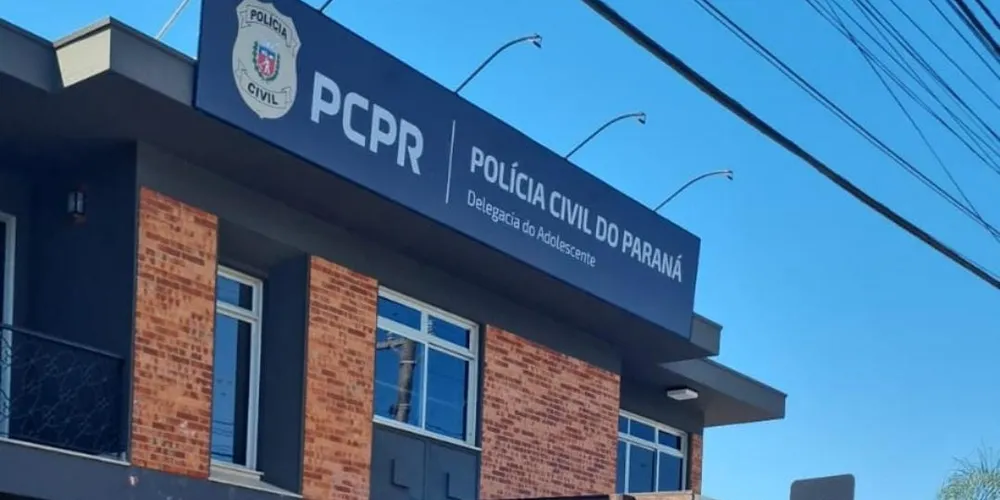 POLÍCIA
CIVIL
PCPR
POLÍCIA CIVIL DO PARANÁ
Delegacia do Adolescente